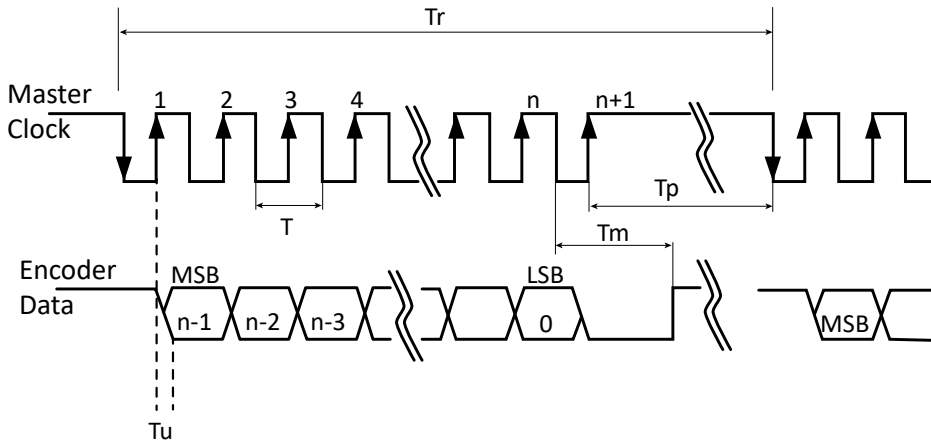 Tr
Master
Clock
1 2 3 4 n n+1
T
Tp
Tm
Encoder
Data
MSB LSB
n-1 n-2 n-3 0 MSB
Tu